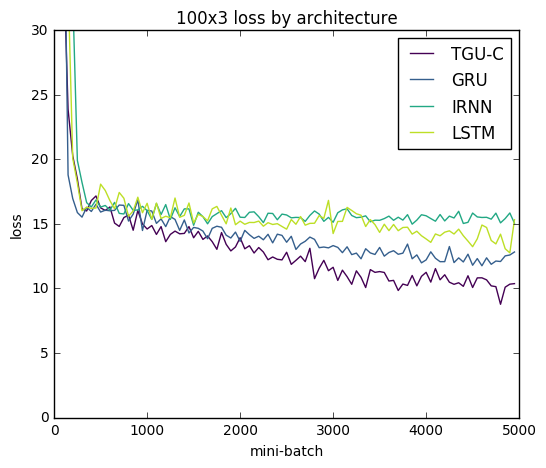 100x3 loss by architecture
30
25
20
15
10
5
0
loss
TGU-C
GRU
IRNN
LSTM
0 1000 2000 3000 4000 5000
mini-batch